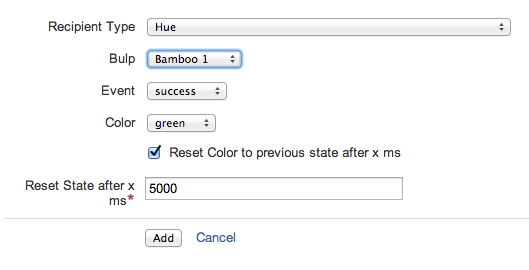 Recipient Type Hue
Bulp Bamboo 1
Event success
Color green
Reset Color to previous state after x ms
Reset State after x ms* 5000
Add Cancel